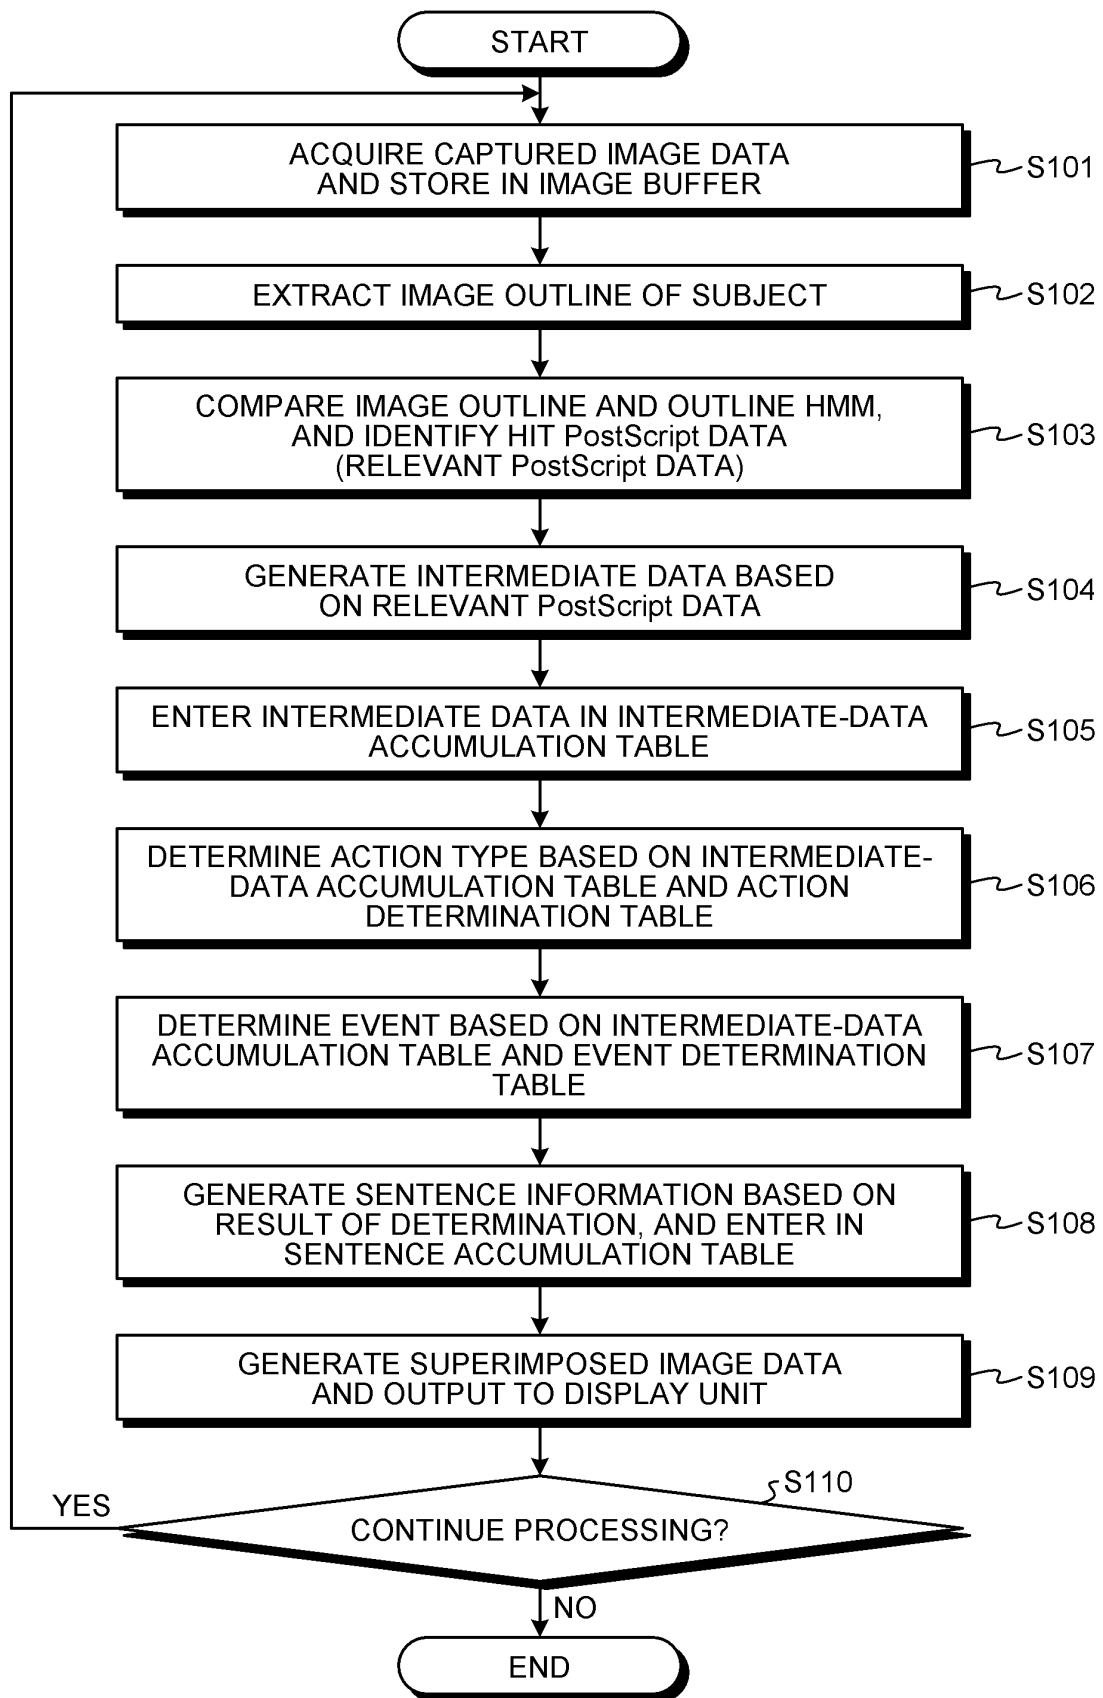 START
ACQUIRE CAPTURED IMAGE DATA
AND STORE IN IMAGE BUFFER
S101
EXTRACT IMAGE OUTLINE OF SUBJECT
S102
COMPARE IMAGE OUTLINE AND OUTLINE HMM,
AND IDENTIFY HIT PostScript DATA
(RELEVANT PostScript DATA)
S103
GENERATE INTERMEDIATE DATA BASED
ON RELEVANT PostScript DATA
S104
ENTER INTERMEDIATE DATA IN INTERMEDIATE-DATA
ACCUMULATION TABLE
S105
DETERMINE ACTION TYPE BASED ON INTERMEDIATE-
DATA ACCUMULATION TABLE AND ACTION
DETERMINATION TABLE
S106
DETERMINE EVENT BASED ON INTERMEDIATE-DATA
ACCUMULATION TABLE AND EVENT DETERMINATION
TABLE
S107
GENERATE SENTENCE INFORMATION BASED ON
RESULT OF DETERMINATION, AND ENTER IN
SENTENCE ACCUMULATION TABLE
S108
GENERATE SUPERIMPOSED IMAGE DATA
AND OUTPUT TO DISPLAY UNIT
S109
S110
YES
CONTINUE PROCESSING?
NO
END